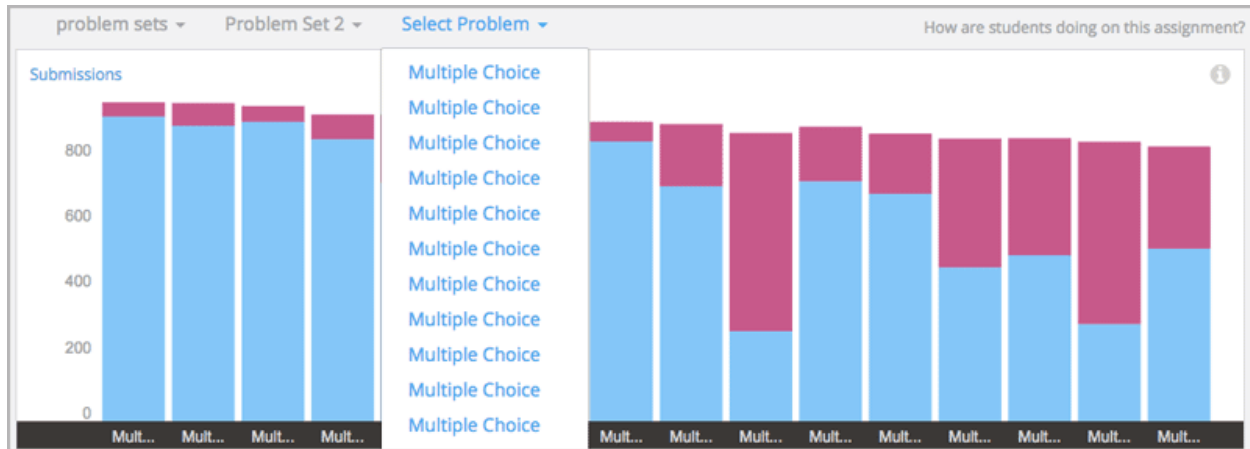 problem sets Problem Set 2 Select Problem How are students doing on this assignment?
Submissions
Multiple Choice
Multiple Choice
Multiple Choice
Multiple Choice
Multiple Choice
Multiple Choice
Multiple Choice
Multiple Choice
Multiple Choice
Multiple Choice
Multiple Choice
800
600
400
200
0
Mult... Mult... Mult... Mult... Mult... Mult... Mult... Mult... Mult... Mult... Mult... Mult... Mult...